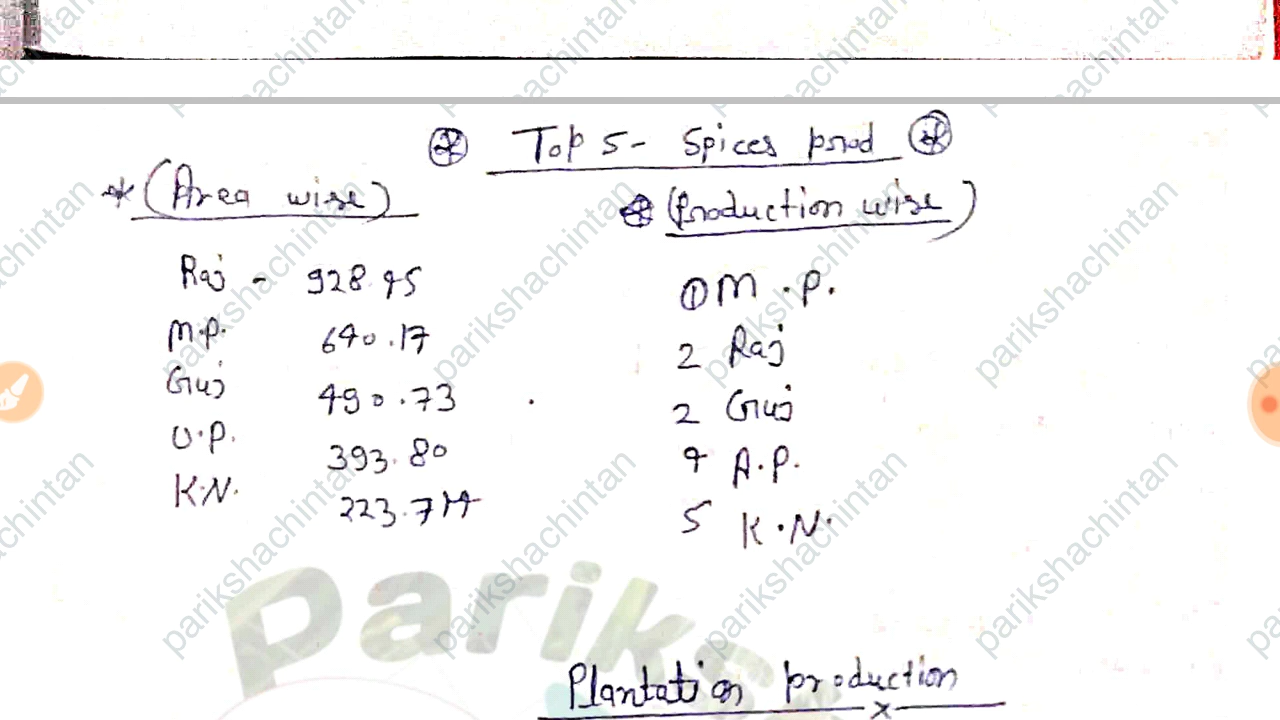 Top 5- Spices prod
* (Area wise)
Raj - 928.45
M.P. 640.17
Guj 490.73
U.P. 393.80
K.N. 223.714
(Production wise)
① M.P.
2 Raj
2 Guj
4 A.P.
5 K.N.
Plantation production
x
Pariks
parikshachintan